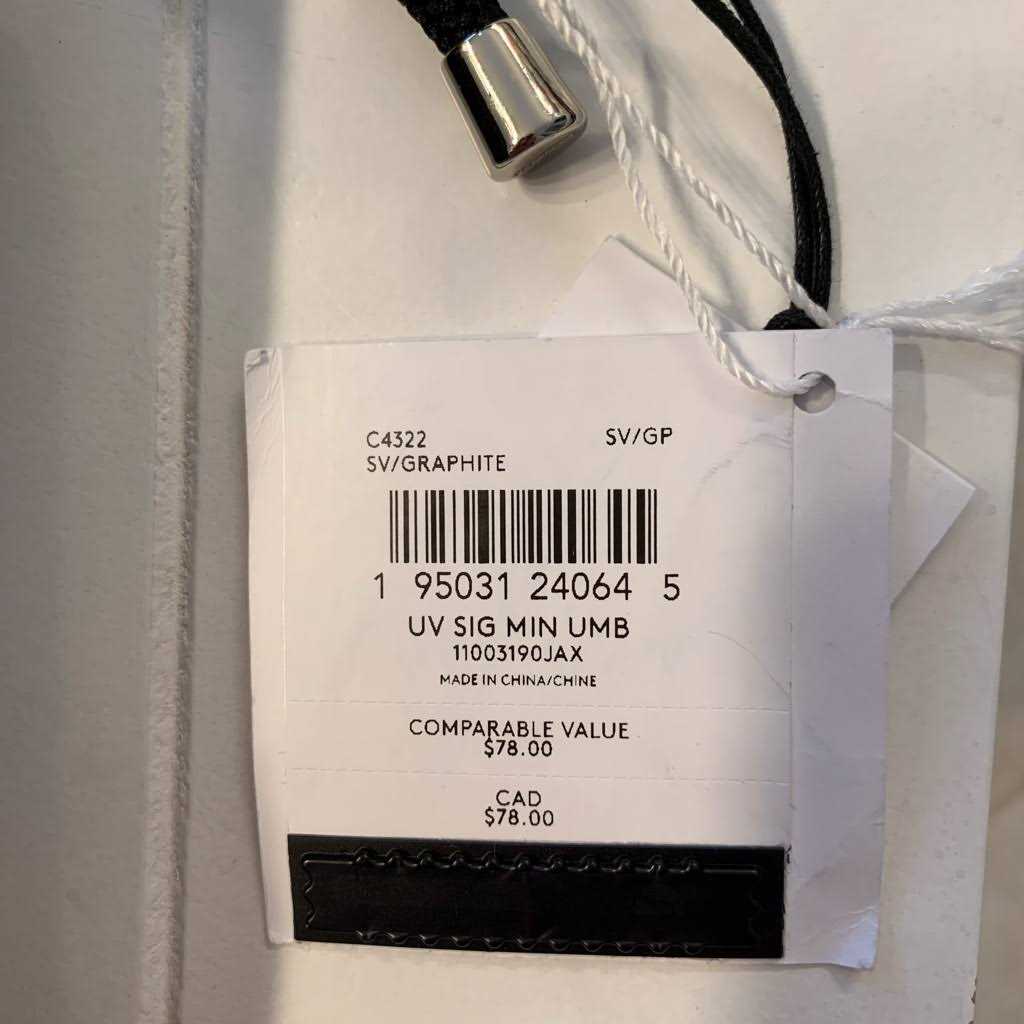 C4322 SV/GP
SV/GRAPHITE
1 95031 24064 5
UV SIG MIN UMB
11003190JAX
MADE IN CHINA/CHINE
COMPARABLE VALUE
$78.00
CAD
$78.00